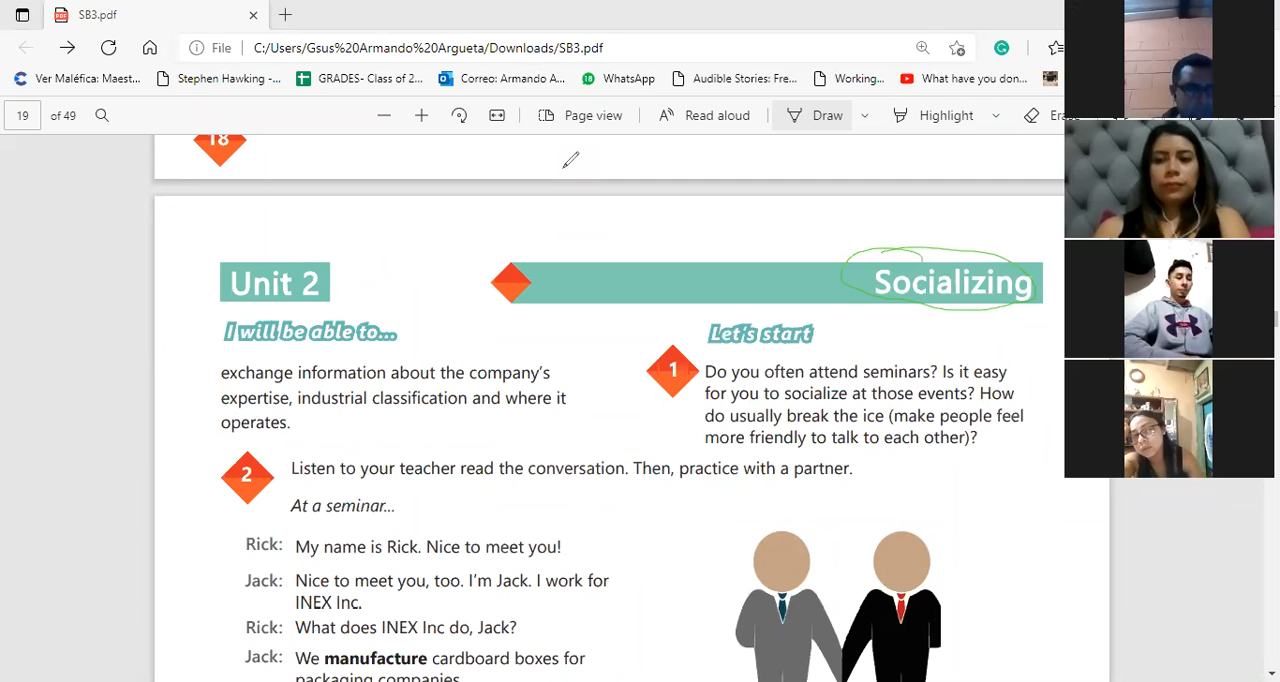 SB3.pdf
File C:/Users/Gsus%20Armando%20Argueta/Downloads/SB3.pdf
Ver Maléfica: Maest... Stephen Hawking -... GRADES- Class of 2... Correo: Armando A... WhatsApp Audible Stories: Fre... Working... What have you don...
19 of 49 Page view Read aloud Draw Highlight
18
Unit 2 Socializing
I will be able to...
exchange information about the company's
expertise, industrial classification and where it
operates.
Let's start
1 Do you often attend seminars? Is it easy
for you to socialize at those events? How
do usually break the ice (make people feel
more friendly to talk to each other)?
2 Listen to your teacher read the conversation. Then, practice with a partner.
At a seminar...
Rick: My name is Rick. Nice to meet you!
Jack: Nice to meet you, too. I'm Jack. I work for
INEX Inc.
Rick: What does INEX Inc do, Jack?
Jack: We manufacture cardboard boxes for
packaging companies